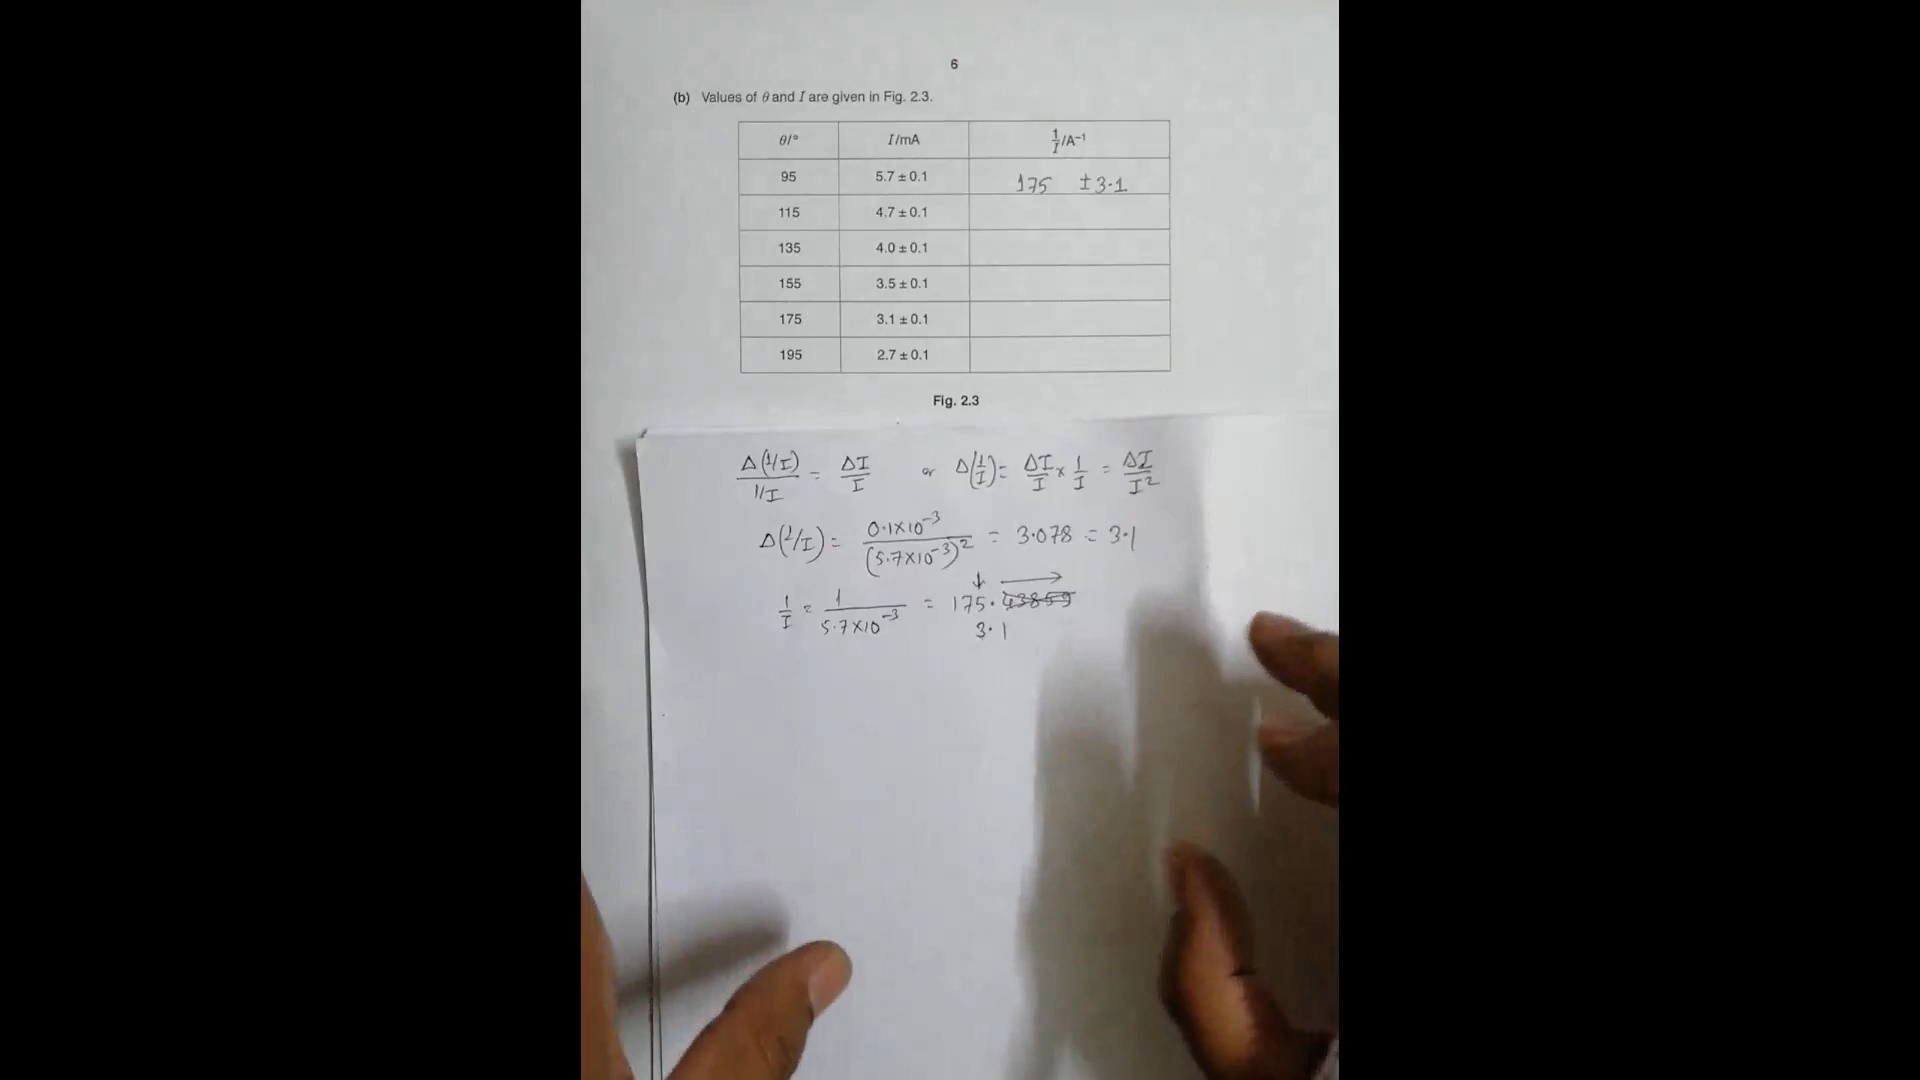 6
(b) Values of θ and I are given in Fig. 2.3.
θ/° I/mA 1/I /A⁻¹
95 5.7 ± 0.1 175 ± 3.1
115 4.7 ± 0.1
135 4.0 ± 0.1
155 3.5 ± 0.1
175 3.1 ± 0.1
195 2.7 ± 0.1
Fig. 2.3
Δ(1/I)/(1/I) = ΔI/I or Δ(1/I) = ΔI/I × 1/I = ΔI/I²
Δ(1/I) = 0.1×10⁻³/(5.7×10⁻³)² = 3.078 = 3.1
1/I = 1/(5.7×10⁻³) = 175.43859
3.1